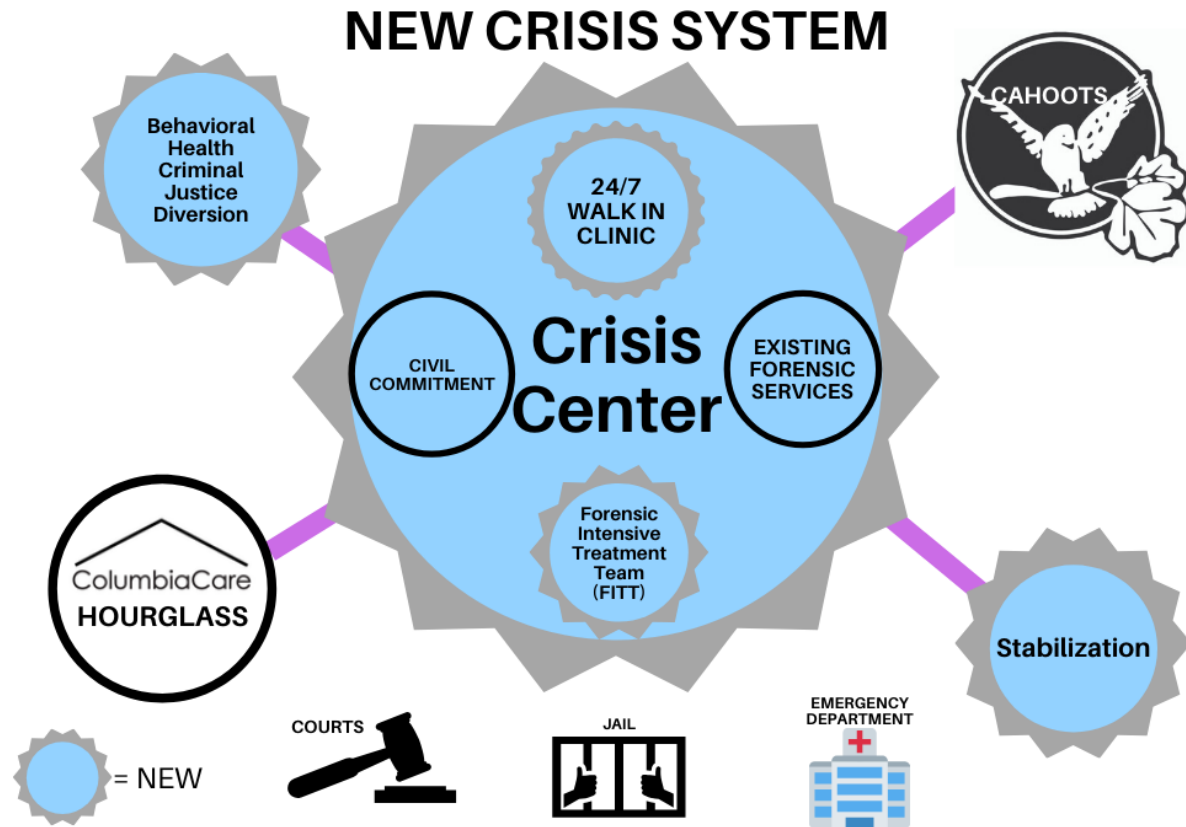 NEW CRISIS SYSTEM
Behavioral
Health
Criminal
Justice
Diversion
CAHOOTS
24/7
WALK IN
CLINIC
CIVIL
COMMITMENT
Crisis
Center
EXISTING
FORENSIC
SERVICES
Forensic
Intensive
Treatment
Team
(FITT)
ColumbiaCare
HOURGLASS
Stabilization
= NEW
COURTS
JAIL
EMERGENCY
DEPARTMENT